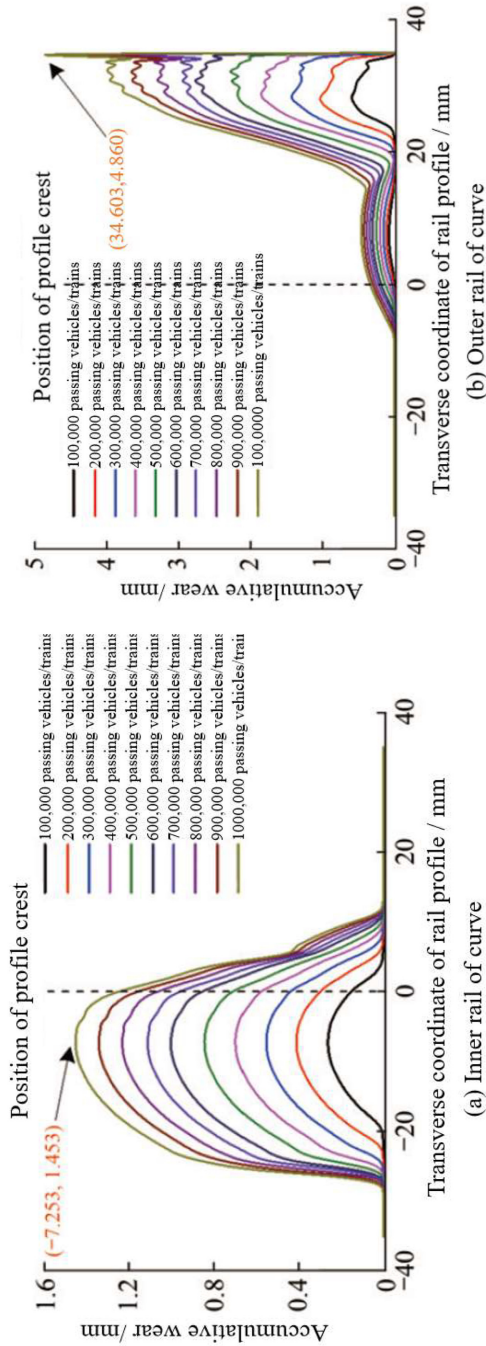 Position of profile crest
(−7.253, 1.453)
100,000 passing vehicles/trains
200,000 passing vehicles/trains
300,000 passing vehicles/trains
400,000 passing vehicles/trains
500,000 passing vehicles/trains
600,000 passing vehicles/trains
700,000 passing vehicles/trains
800,000 passing vehicles/trains
900,000 passing vehicles/trains
1000,000 passing vehicles/train
Accumulative wear /mm
1.6
1.2
0.8
0.4
0
−40
−20
0
20
40
Transverse coordinate of rail profile / mm
(a) Inner rail of curve
Position of profile crest
100,000 passing vehicles/trains
200,000 passing vehicles/trains
300,000 passing vehicles/trains
400,000 passing vehicles/trains
500,000 passing vehicles/trains
600,000 passing vehicles/trains
700,000 passing vehicles/trains
800,000 passing vehicles/trains
900,000 passing vehicles/trains
100,0000 passing vehicles/trains
(34.603,4.860)
Accumulative wear /mm
5
4
3
2
1
0
−40
−20
0
20
40
Transverse coordinate of rail profile / mm
(b) Outer rail of curve